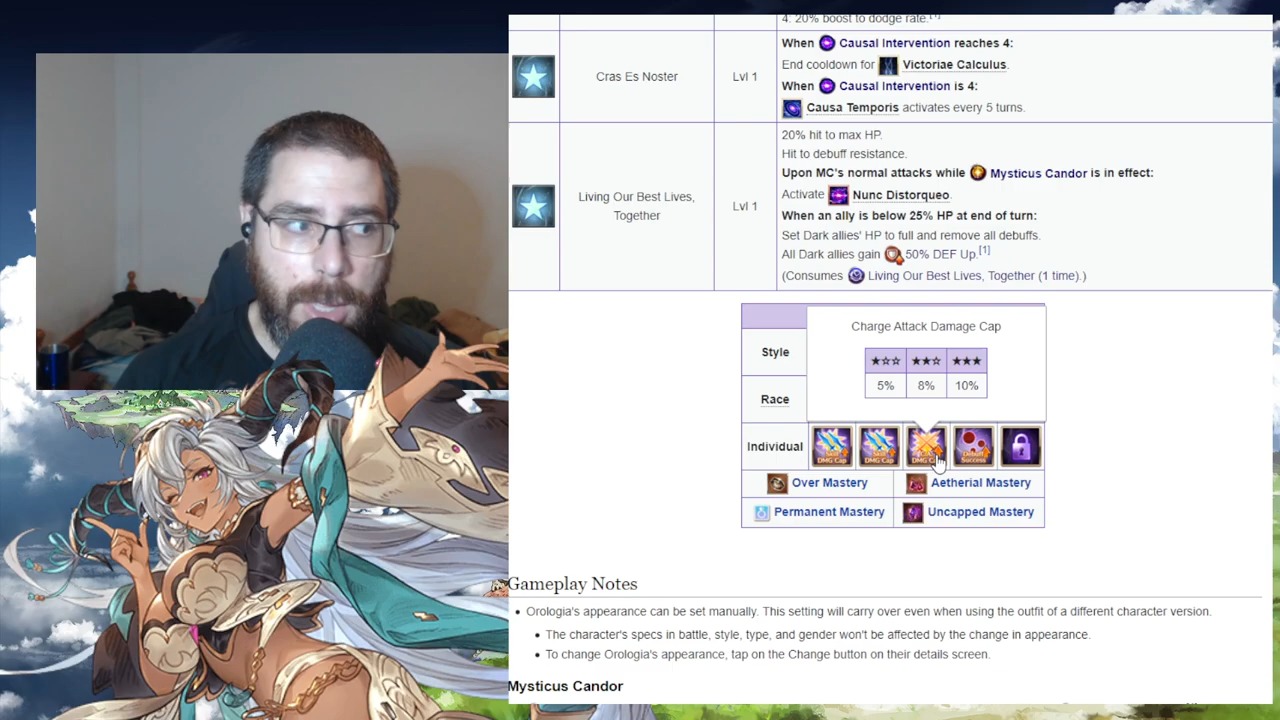 4: 20% boost to dodge rate.[1]
Cras Es Noster
Lvl 1
When Causal Intervention reaches 4:
End cooldown for Victoriae Calculus.
When Causal Intervention is 4:
Causa Temporis activates every 5 turns.
Living Our Best Lives,
Together
Lvl 1
20% hit to max HP.
Hit to debuff resistance.
Upon MC's normal attacks while Mysticus Candor is in effect:
Activate Nunc Distorqueo.
When an ally is below 25% HP at end of turn:
Set Dark allies' HP to full and remove all debuffs.
All Dark allies gain 50% DEF Up.[1]
(Consumes Living Our Best Lives, Together (1 time).)
Charge Attack Damage Cap
★☆☆ ★★☆ ★★★
5% 8% 10%
Style
Race
Individual
Skill DMG Cap
Skill DMG Cap
Debuff Success
Over Mastery
Aetherial Mastery
Permanent Mastery
Uncapped Mastery
Gameplay Notes
• Orologia's appearance can be set manually. This setting will carry over even when using the outfit of a different character version.
• The character's specs in battle, style, type, and gender won't be affected by the change in appearance.
• To change Orologia's appearance, tap on the Change button on their details screen.
Mysticus Candor